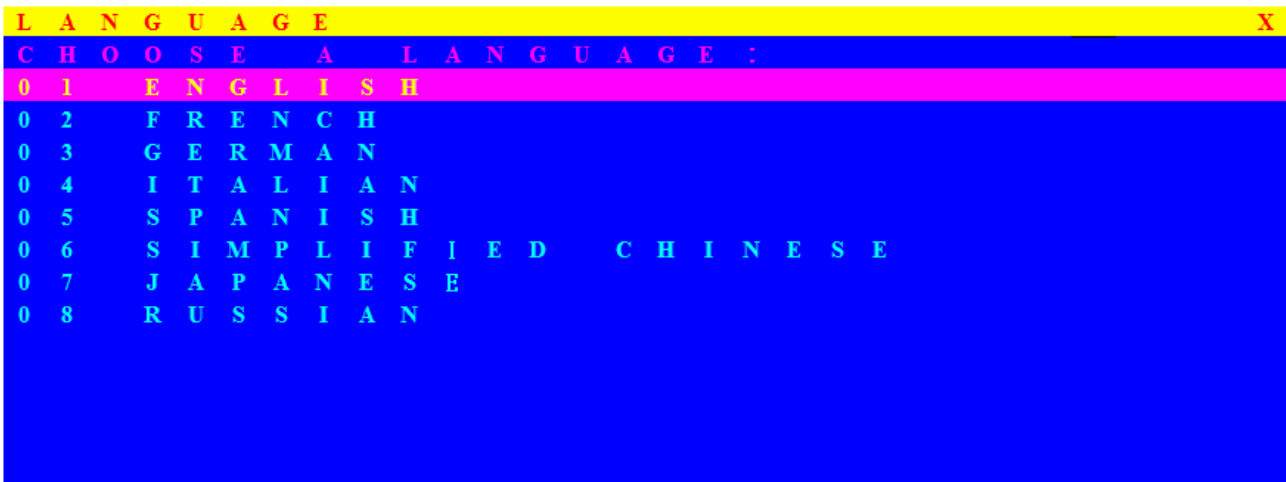 LANGUAGE X
CHOOSE A LANGUAGE:
01 ENGLISH
02 FRENCH
03 GERMAN
04 ITALIAN
05 SPANISH
06 SIMPLIFIED CHINESE
07 JAPANESE
08 RUSSIAN